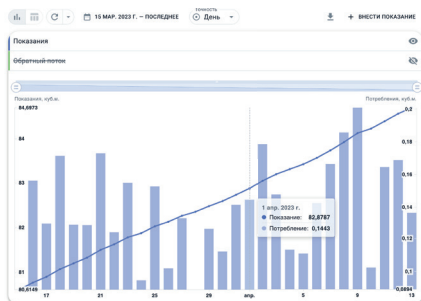 точность
15 МАР. 2023 Г. – ПОСЛЕДНЕЕ
День
+ ВНЕСТИ ПОКАЗАНИЕ
Показания
Обратный поток
Показания, куб.м.
Потребление, куб.м.
84,6973
84
83
82
81
80,6149
0,2
0,18
0,16
0,14
0,12
0,1
0,0894
1 апр. 2023 г.
Показание: 82,8787
Потребление: 0,1443
17
21
25
29
апр.
5
9
13